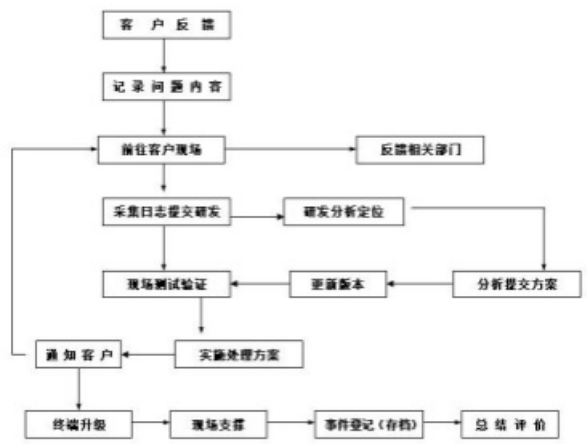 客户反馈
记录问题内容
前往客户现场
反馈相关部门
采集日志提交研发
研发分析定位
现场测试验证
更新版本
分析提交方案
通知客户
实施处理方案
终端升级
现场支撑
事件登记(存档)
总结评价